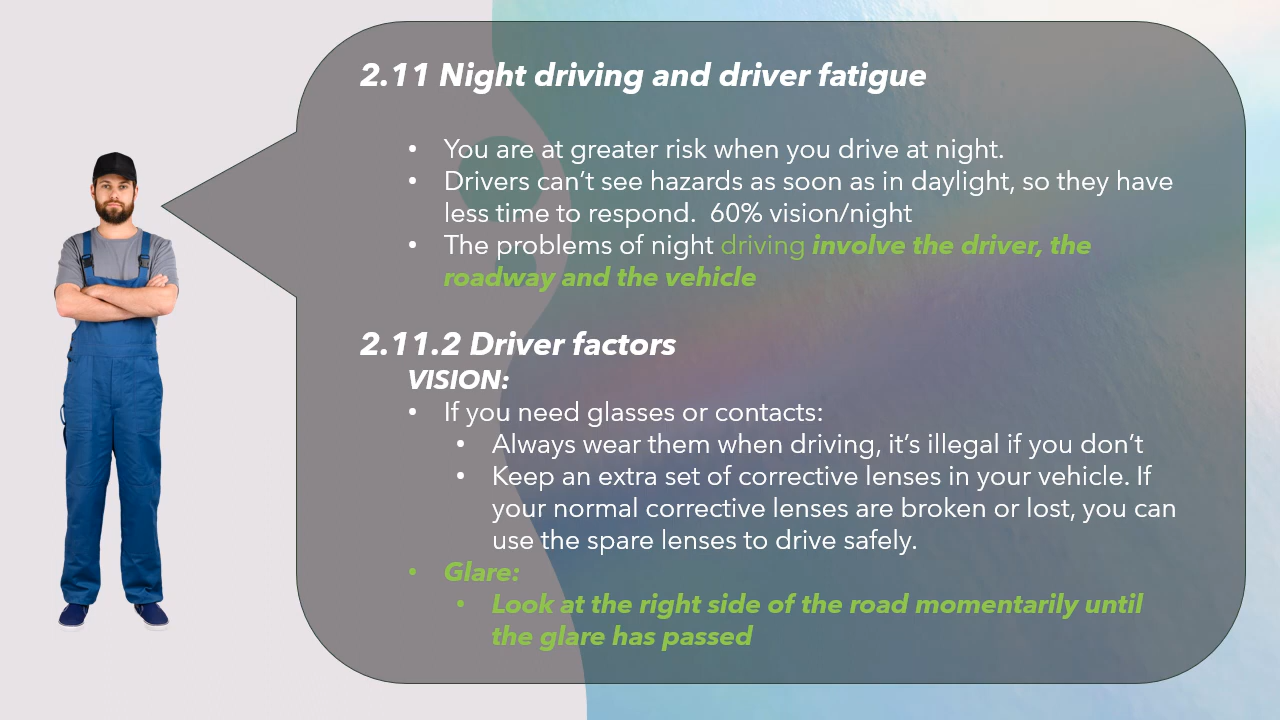 2.11 Night driving and driver fatigue
• You are at greater risk when you drive at night.
• Drivers can’t see hazards as soon as in daylight, so they have
less time to respond.  60% vision/night
• The problems of night driving involve the driver, the
roadway and the vehicle
2.11.2 Driver factors
VISION:
• If you need glasses or contacts:
• Always wear them when driving, it’s illegal if you don’t
• Keep an extra set of corrective lenses in your vehicle. If
your normal corrective lenses are broken or lost, you can
use the spare lenses to drive safely.
• Glare:
• Look at the right side of the road momentarily until
the glare has passed